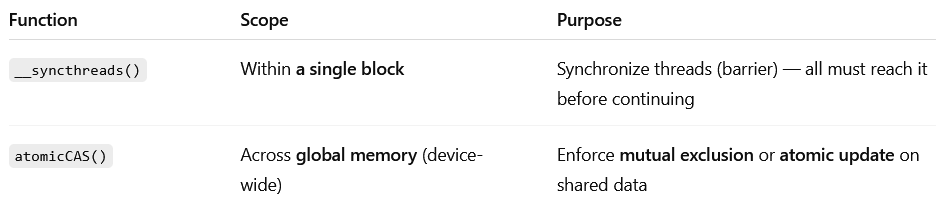 Function Scope Purpose
__syncthreads() Within a single block Synchronize threads (barrier) — all must reach it
before continuing
atomicCAS() Across global memory (device- Enforce mutual exclusion or atomic update on
wide) shared data